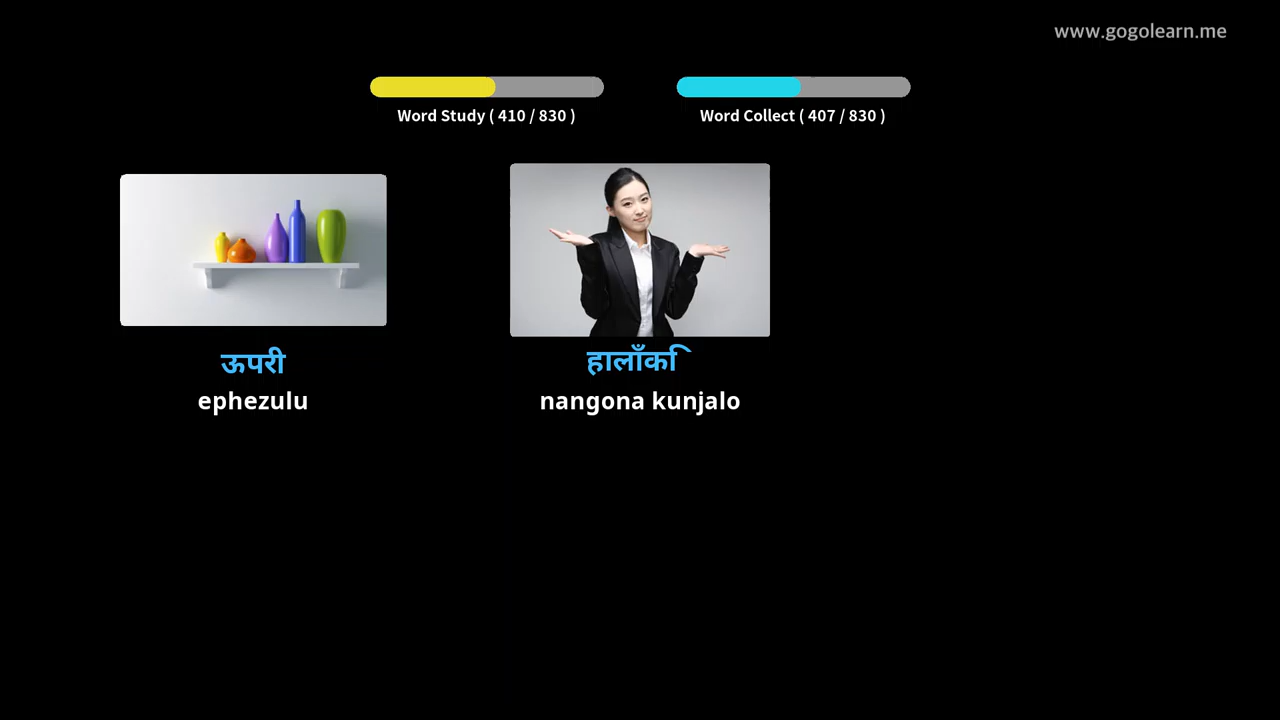 www.gogolearn.me
Word Study ( 410 / 830 )
Word Collect ( 407 / 830 )
ऊपरी
ephezulu
हालाँकि
nangona kunjalo